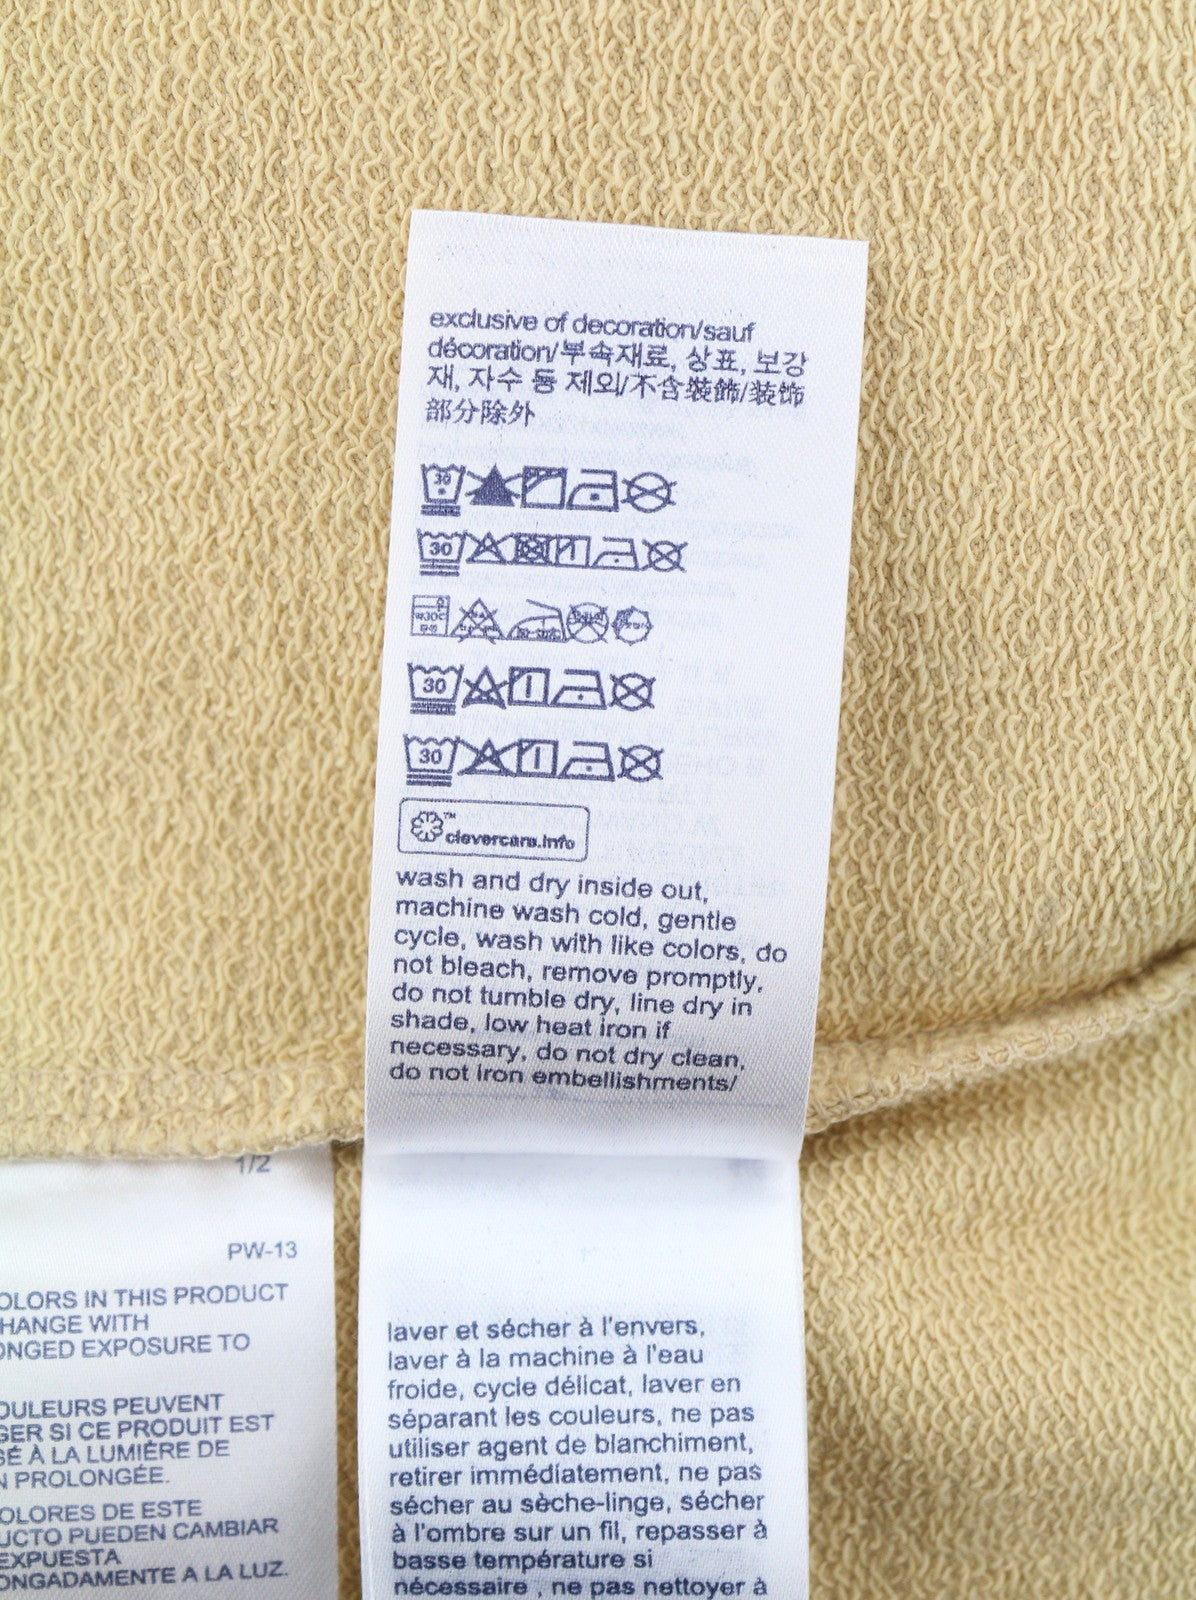 exclusive of decoration/sauf
décoration/부속재료, 상표, 보강
재, 자수 등 제외/不含裝飾/装饰
部分除外
30
30
30
30
™
clevercare.info
wash and dry inside out,
machine wash cold, gentle
cycle, wash with like colors, do
not bleach, remove promptly,
do not tumble dry, line dry in
shade, low heat iron if
necessary, do not dry clean,
do not iron embellishments/
laver et sécher à l'envers,
laver à la machine à l'eau
froide, cycle délicat, laver en
séparant les couleurs, ne pas
utiliser agent de blanchiment,
retirer immédiatement, ne pas
sécher au sèche-linge, sécher
à l'ombre sur un fil, repasser à
basse température si
nécessaire , ne pas nettoyer à
1/2
PW-13
OLORS IN THIS PRODUCT
HANGE WITH
ONGED EXPOSURE TO
OULEURS PEUVENT
GER SI CE PRODUIT EST
SÉ À LA LUMIÈRE DE
N PROLONGÉE.
OLORES DE ESTE
UCTO PUEDEN CAMBIAR
EXPUESTA
ONGADAMENTE A LA LUZ.